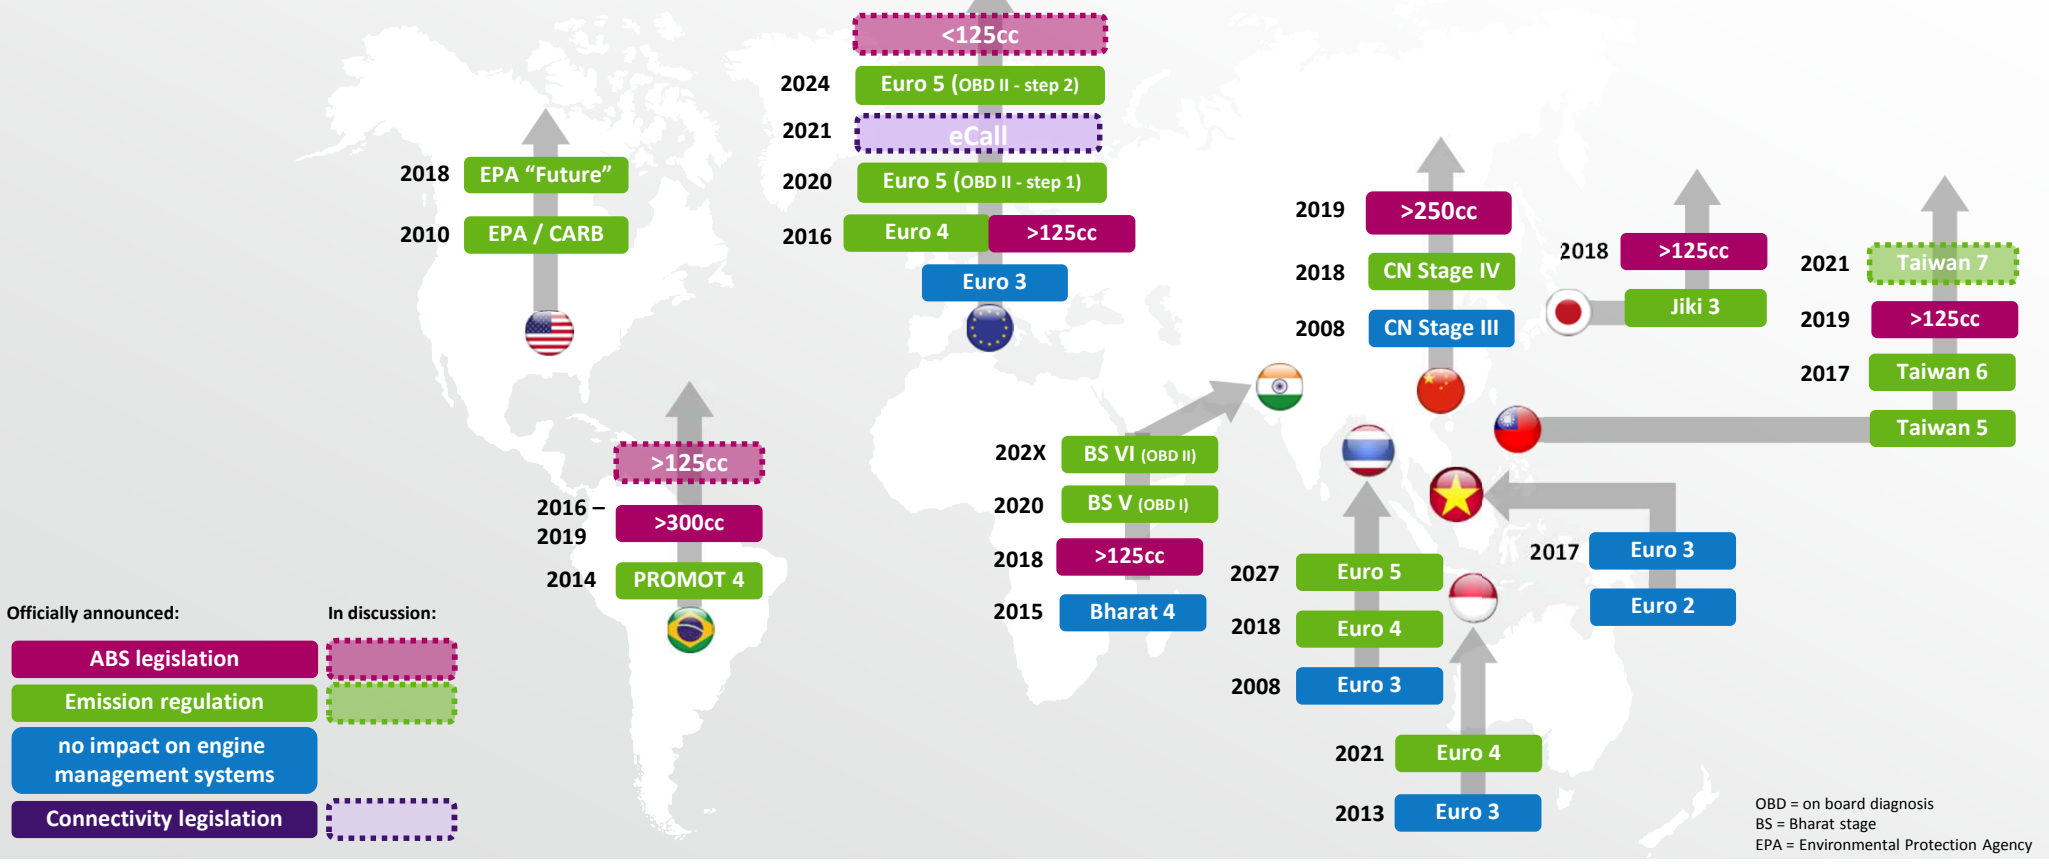 <125cc
2024
Euro 5 (OBD II - step 2)
2021
eCall
2020
Euro 5 (OBD II - step 1)
2016
Euro 4
>125cc
Euro 3
2018
EPA “Future”
2010
EPA / CARB
>125cc
2016 –
2019
>300cc
2014
PROMOT 4
202X
BS VI (OBD II)
2020
BS V (OBD I)
2018
>125cc
2015
Bharat 4
2019
>250cc
2018
CN Stage IV
2008
CN Stage III
2018
>125cc
Jiki 3
2021
Taiwan 7
2019
>125cc
2017
Taiwan 6
Taiwan 5
2027
Euro 5
2018
Euro 4
2008
Euro 3
2017
Euro 3
Euro 2
2021
Euro 4
2013
Euro 3
Officially announced:
In discussion:
ABS legislation
Emission regulation
no impact on engine
management systems
Connectivity legislation
OBD = on board diagnosis
BS = Bharat stage
EPA = Environmental Protection Agency